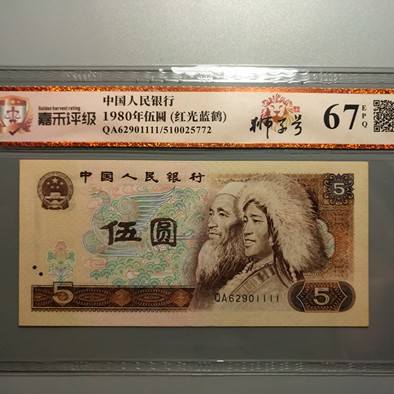 Golden harvest rating
嘉禾评级
中国人民银行
1980年伍圆 (红光蓝鹤)
QA62901111/510025772
狮子号
67
EPQ
中国人民银行
5
伍圆
QA62901111
5
5